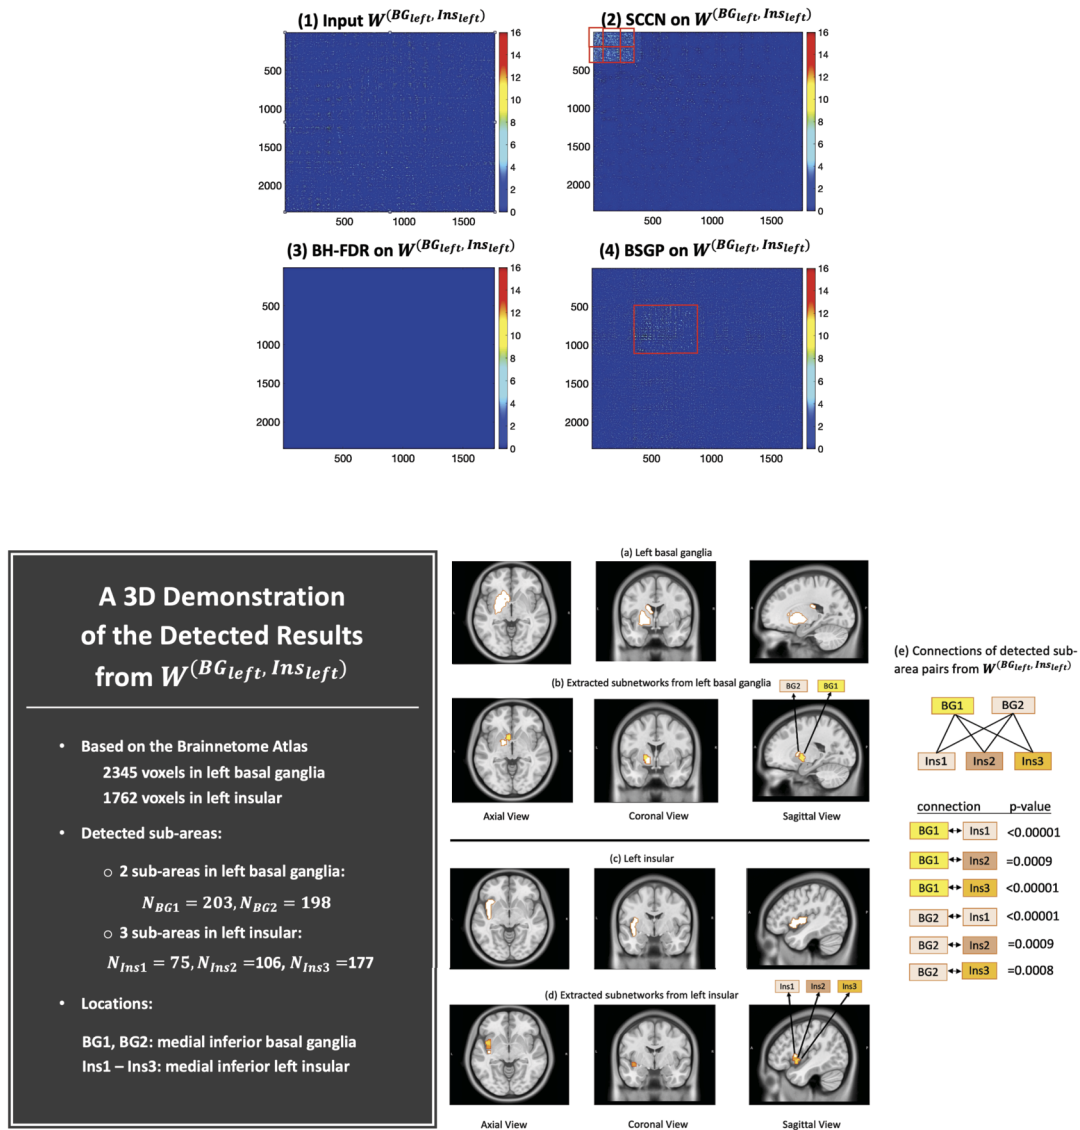 (1) Input W^(BG_left, Ins_left)
(2) SCCN on W^(BG_left, Ins_left)
16
14
12
10
8
6
4
2
0
500
1000
1500
2000
500 1000 1500
16
14
12
10
8
6
4
2
0
500
1000
1500
2000
500 1000 1500
(3) BH-FDR on W^(BG_left, Ins_left)
(4) BSGP on W^(BG_left, Ins_left)
16
14
12
10
8
6
4
2
0
500
1000
1500
2000
500 1000 1500
16
14
12
10
8
6
4
2
0
500
1000
1500
2000
500 1000 1500
A 3D Demonstration
of the Detected Results
from W^(BG_left, Ins_left)
• Based on the Brainnetome Atlas
2345 voxels in left basal ganglia
1762 voxels in left insular
• Detected sub-areas:
○ 2 sub-areas in left basal ganglia:
N_BG1 = 203, N_BG2 = 198
○ 3 sub-areas in left insular:
N_Ins1 = 75, N_Ins2 =106, N_Ins3 =177
• Locations:
BG1, BG2: medial inferior basal ganglia
Ins1 – Ins3: medial inferior left insular
(a) Left basal ganglia
(b) Extracted subnetworks from left basal ganglia
BG2 BG1
Axial View Coronal View Sagittal View
(c) Left insular
(d) Extracted subnetworks from left insular
Ins1 Ins2 Ins3
Axial View Coronal View Sagittal View
(e) Connections of detected sub-
area pairs from W^(BG_left, Ins_left)
BG1 BG2
Ins1 Ins2 Ins3
connection p-value
BG1 Ins1 <0.00001
BG1 Ins2 =0.0009
BG1 Ins3 <0.00001
BG2 Ins1 <0.00001
BG2 Ins2 =0.0009
BG2 Ins3 =0.0008